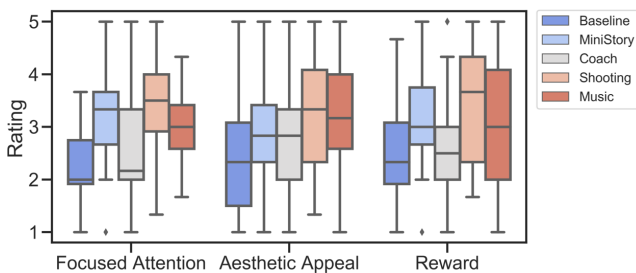 Rating
5
4
3
2
1
Focused Attention
Aesthetic Appeal
Reward
Baseline
MiniStory
Coach
Shooting
Music